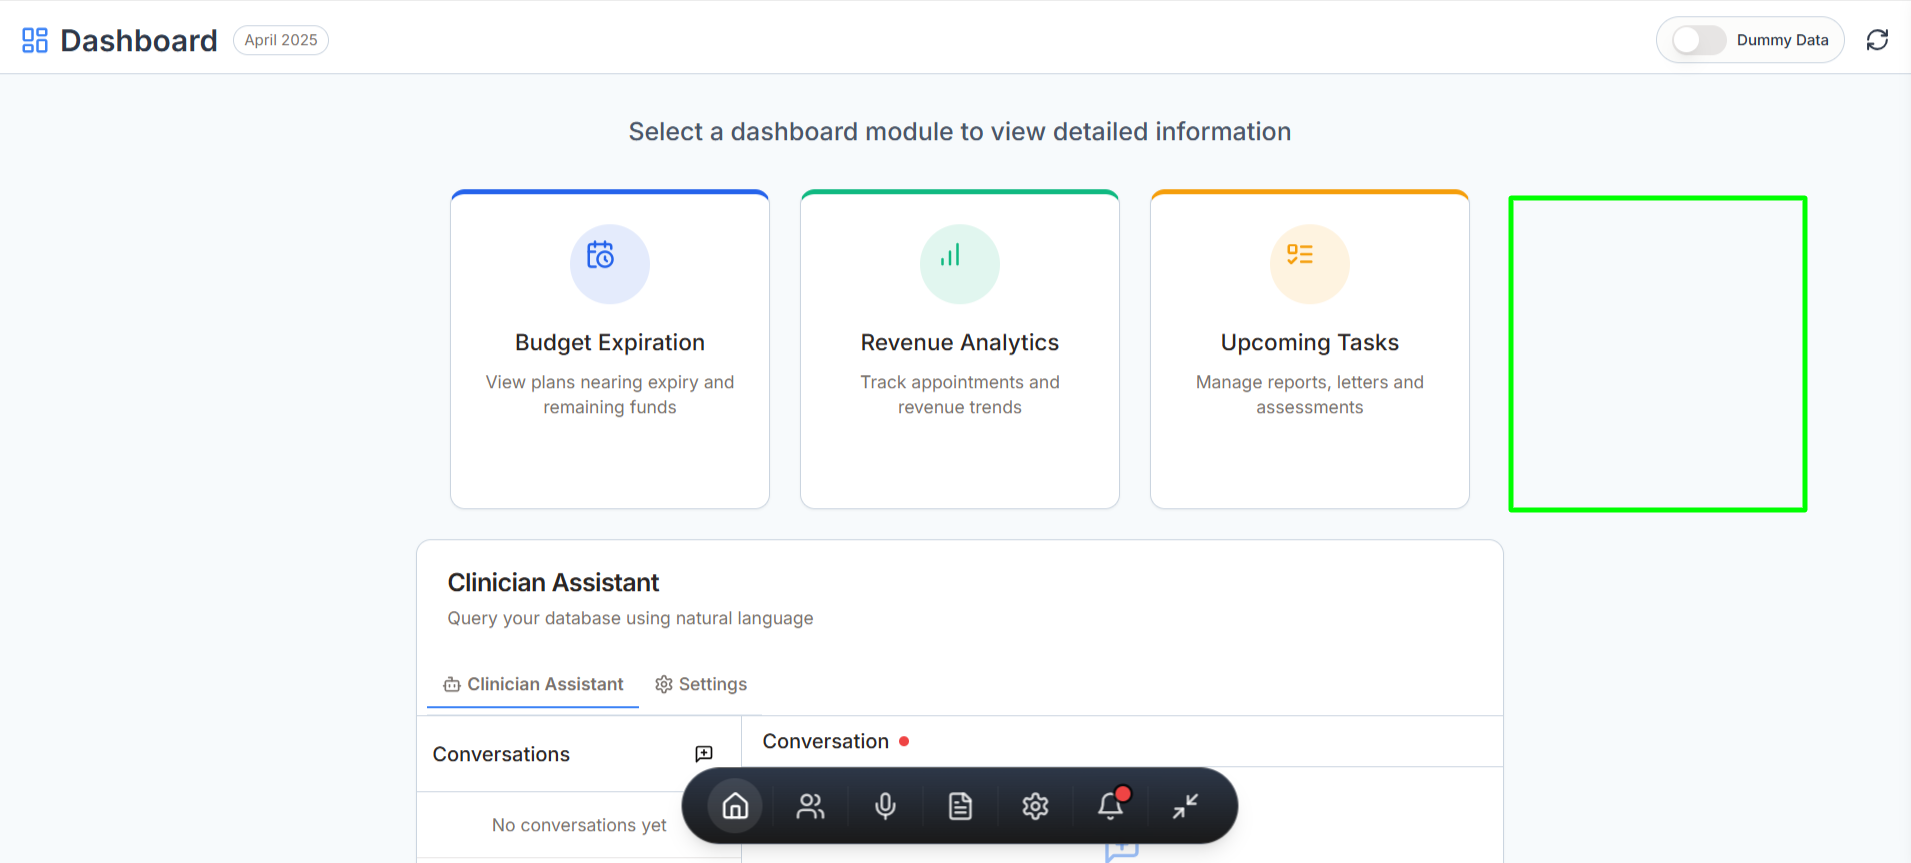 Dashboard
April 2025
Dummy Data
Select a dashboard module to view detailed information
Budget Expiration
View plans nearing expiry and
remaining funds
Revenue Analytics
Track appointments and
revenue trends
Upcoming Tasks
Manage reports, letters and
assessments
Clinician Assistant
Query your database using natural language
Clinician Assistant
Settings
Conversations
Conversation
No conversations yet